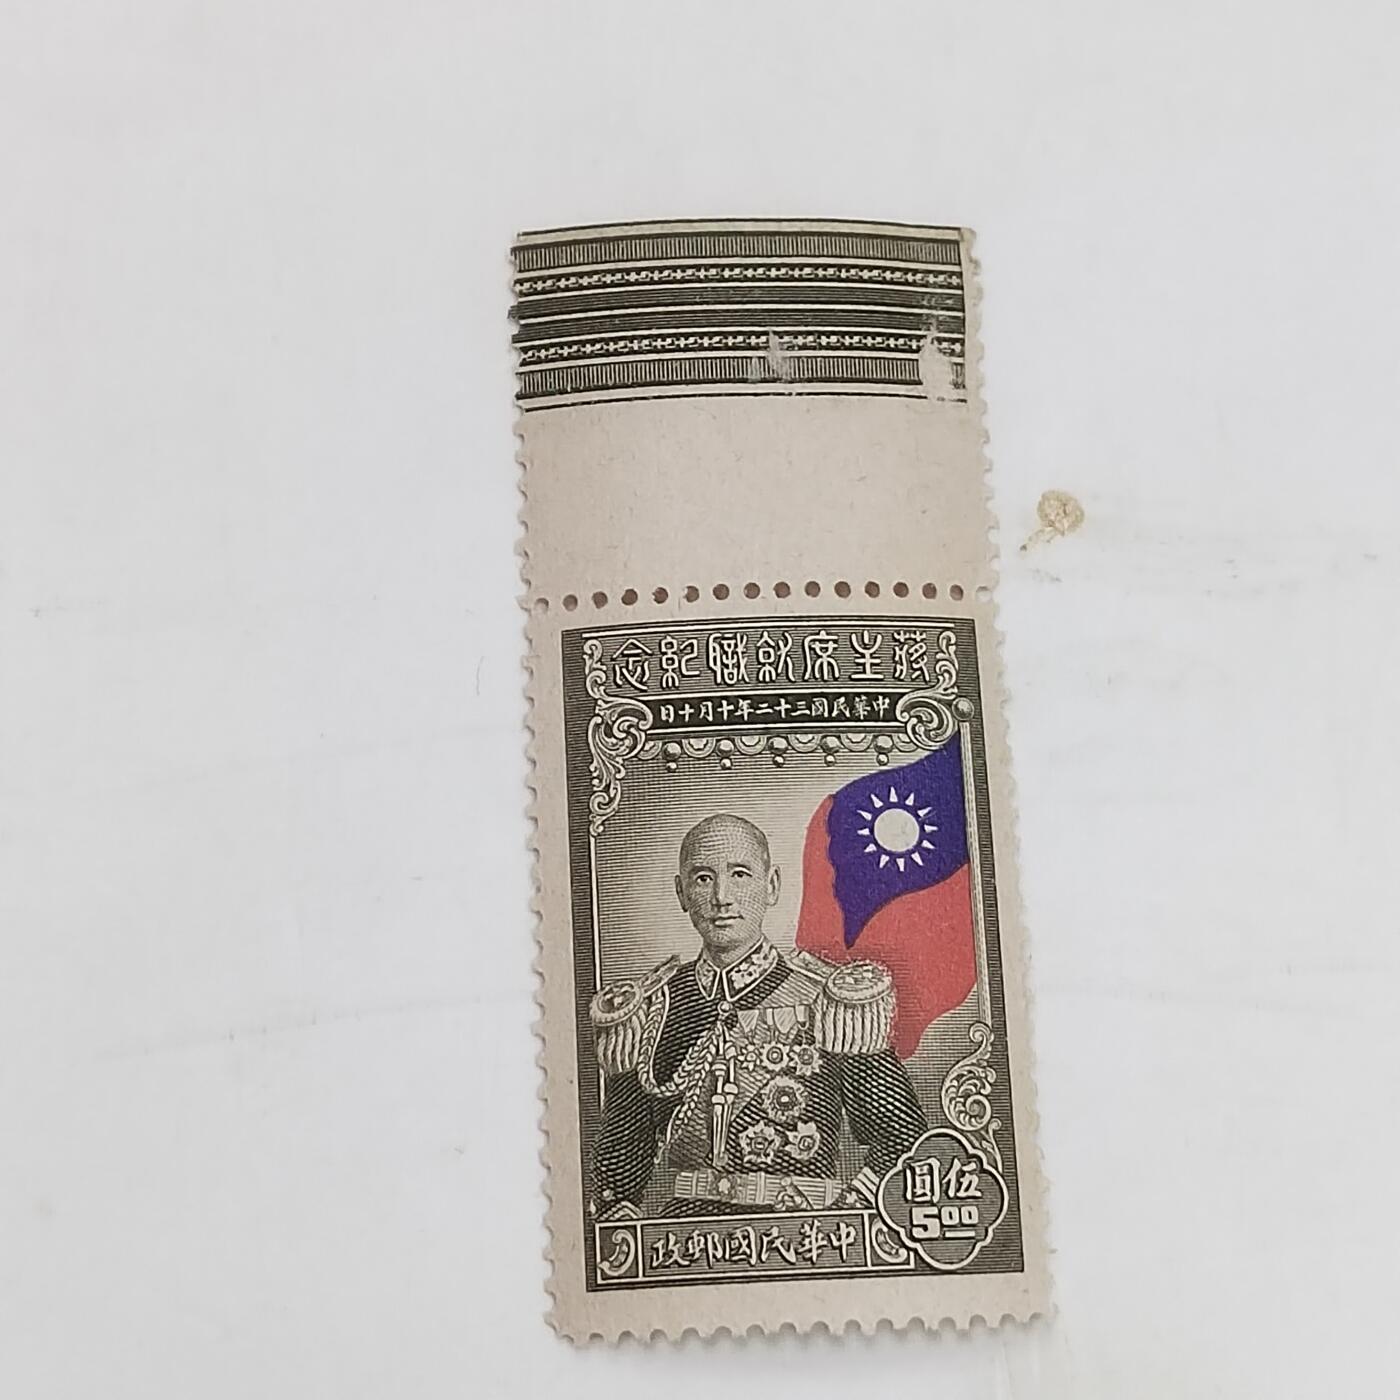 蔣主席就職紀念
中華民國三十二年十月十日
伍圓
5.00
中華民國郵政